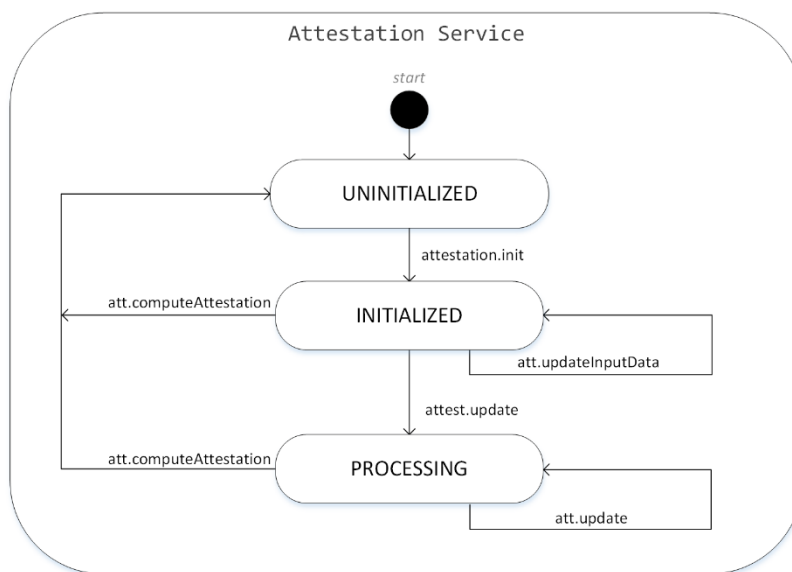 Attestation Service
start
UNINITIALIZED
attestation.init
att.computeAttestation
INITIALIZED
att.updateInputData
attest.update
att.computeAttestation
PROCESSING
att.update